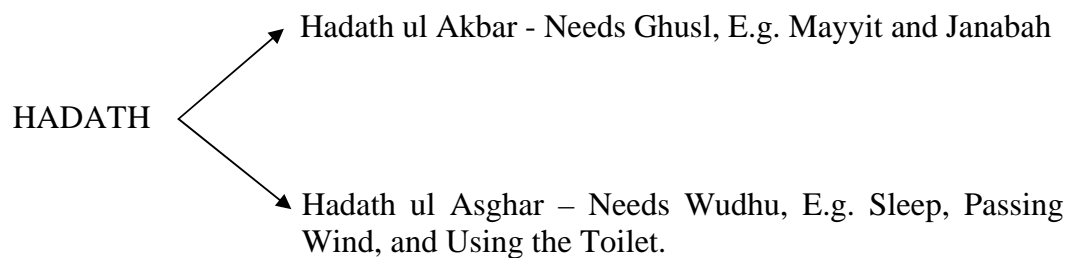 Hadath ul Akbar - Needs Ghusl, E.g. Mayyit and Janabah
HADATH
Hadath ul Asghar – Needs Wudhu, E.g. Sleep, Passing
Wind, and Using the Toilet.